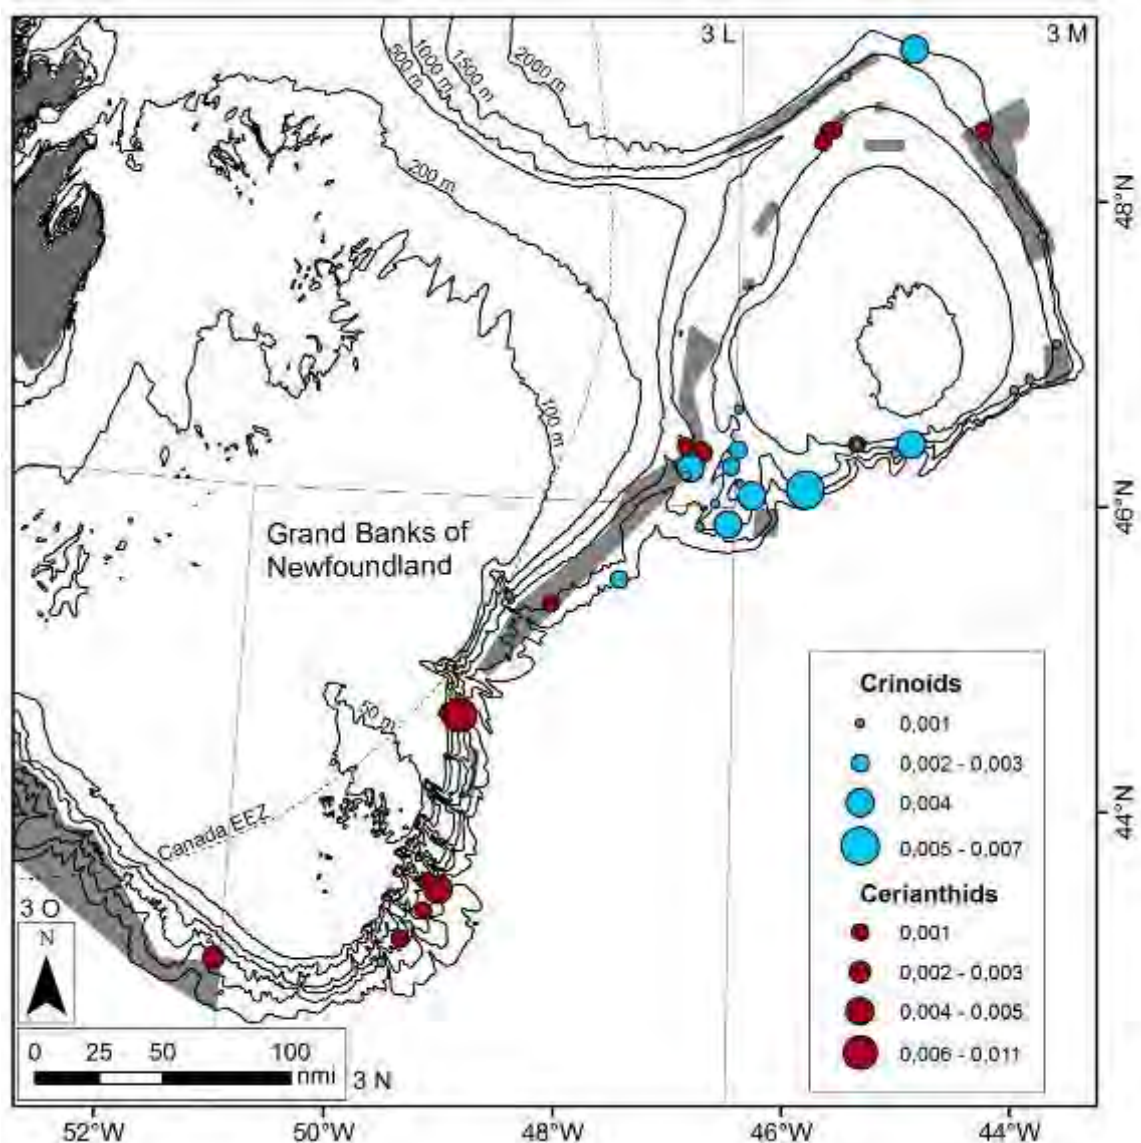 3 L
3 M
500 m
1000 m
1500 m
2000 m
200 m
48°N
100 m
46°N
Grand Banks of
Newfoundland
50 m
Canada EEZ
44°N
Crinoids
0,001
0,002 - 0,003
0,004
0,005 - 0,007
Cerianthids
0,001
0,002 - 0,003
0,004 - 0,005
0,006 - 0,011
3 O
N
0 25 50 100
nmi
3 N
52°W 50°W 48°W 46°W 44°W